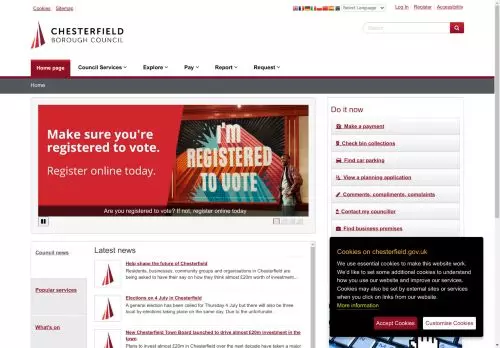 Cookies Sitemap
Select Language
Log In Register Accessibility
CHESTERFIELD
BOROUGH COUNCIL
Search
Home page Council Services Explore Pay Report Request
Home
Make sure you're
registered to vote.
Register online today.
I'M
REGISTERED
TO VOTE
Are you registered to vote? If not, register online today
Do it now
Make a payment
Check bin collections
Find car parking
View a planning application
Comments, compliments, complaints
Contact my councillor
Find business premises
Council news
Popular services
What's on
Latest news
Help shape the future of Chesterfield
Residents, businesses, community groups and organisations in Chesterfield are
being asked to have their say on how they think almost £20m worth of investment...
Elections on 4 July in Chesterfield
A general election has been called for Thursday 4 July but there will also be three
local by-elections taking place on the same day. Due to the unfortunate
New Chesterfield Town Board launched to drive almost £20m investment in the
town
Plans to invest almost £20m in Chesterfield over the next decade have taken a major
Cookies on chesterfield.gov.uk
We use essential cookies to make this website work.
We'd like to set some additional cookies to understand
how you use our website and improve our services.
Cookies may also be set by external sites or services
when you click on links from our website.
More information
Accept Cookies Customise Cookies